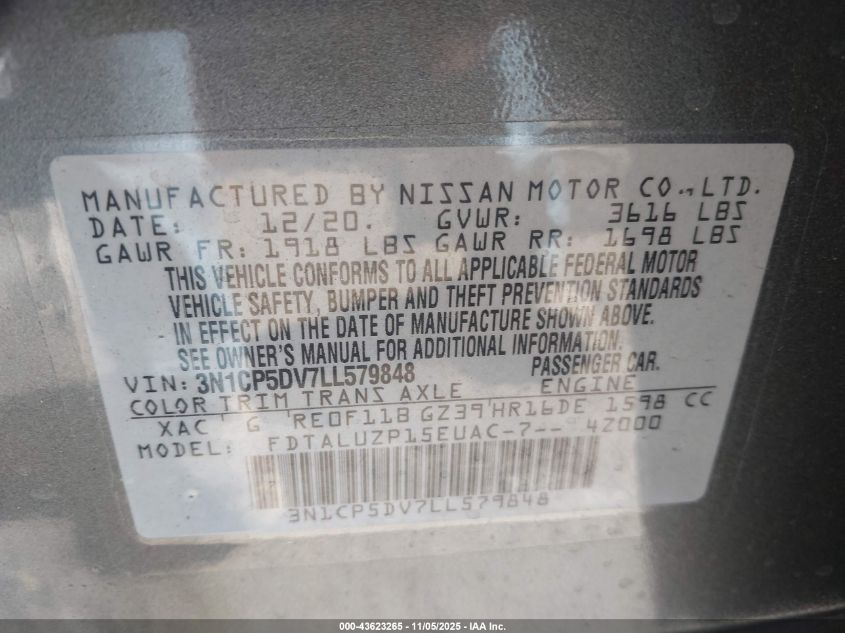 MANUFACTURED BY NISSAN MOTOR CO., LTD.
DATE: 12/20. GVWR: 3616 LBS
GAWR FR: 1918 LBS GAWR RR: 1698 LBS
THIS VEHICLE CONFORMS TO ALL APPLICABLE FEDERAL MOTOR
VEHICLE SAFETY, BUMPER AND THEFT PREVENTION STANDARDS
IN EFFECT ON THE DATE OF MANUFACTURE SHOWN ABOVE.
SEE OWNER'S MANUAL FOR ADDITIONAL INFORMATION.
VIN: 3N1CP5DV7LL579848 PASSENGER CAR.
COLOR TRIM TRANS AXLE ENGINE
XAC G RE0F11B GZ39 HR16DE 1598 CC
MODEL: FDTALUZP15EUAC-7-- 4Z000
3N1CP5DV7LL579848
000-43623265 - 11/05/2025 - IAA Inc.